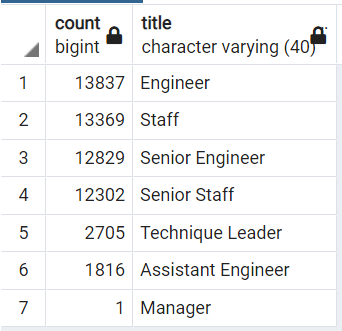 count title
bigint character varying (40)
1 13837 Engineer
2 13369 Staff
3 12829 Senior Engineer
4 12302 Senior Staff
5 2705 Technique Leader
6 1816 Assistant Engineer
7 1 Manager